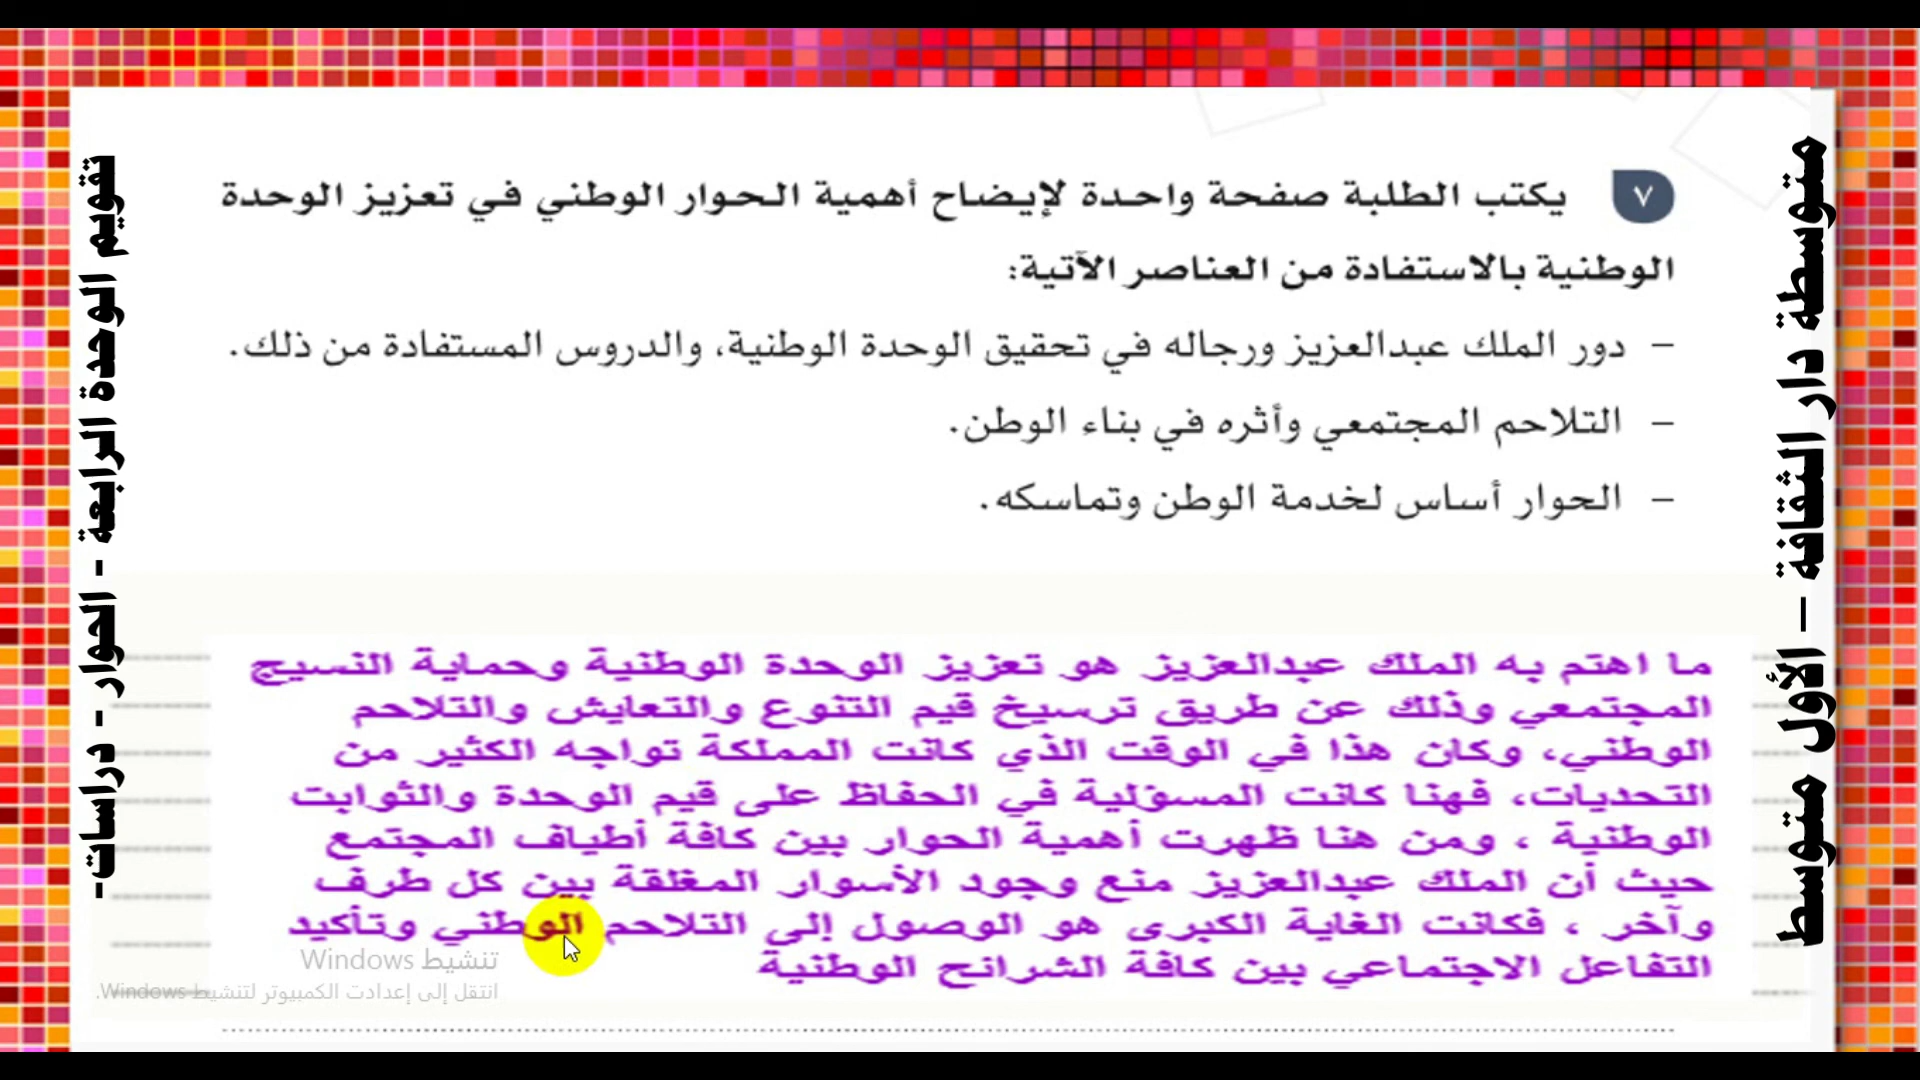 ٧ يكتب الطلبة صفحة واحدة لإيضاح أهمية الحوار الوطني في تعزيز الوحدة
الوطنية بالاستفادة من العناصر الآتية:
– دور الملك عبدالعزيز ورجاله في تحقيق الوحدة الوطنية، والدروس المستفادة من ذلك.
– التلاحم المجتمعي وأثره في بناء الوطن.
– الحوار أساس لخدمة الوطن وتماسكه.
ما اهتم به الملك عبدالعزيز هو تعزيز الوحدة الوطنية وحماية النسيج
المجتمعي وذلك عن طريق ترسيخ قيم التنوع والتعايش والتلاحم
الوطني، وكان هذا في الوقت الذي كانت المملكة تواجه الكثير من
التحديات، فهنا كانت المسؤلية في الحفاظ على قيم الوحدة والثوابت
الوطنية ، ومن هنا ظهرت أهمية الحوار بين كافة أطياف المجتمع
حيث أن الملك عبدالعزيز منع وجود الأسوار المغلقة بين كل طرف
وآخر ، فكانت الغاية الكبرى هو الوصول إلى التلاحم الوطني وتأكيد
التفاعل الاجتماعي بين كافة الشرائح الوطنية
تنشيط Windows
انتقل إلى إعدادت الكمبيوتر لتنشيط Windows.
متوسطة دار الثقافة – الأول متوسط
تقويم الوحدة الرابعة - الحوار - دراسات-